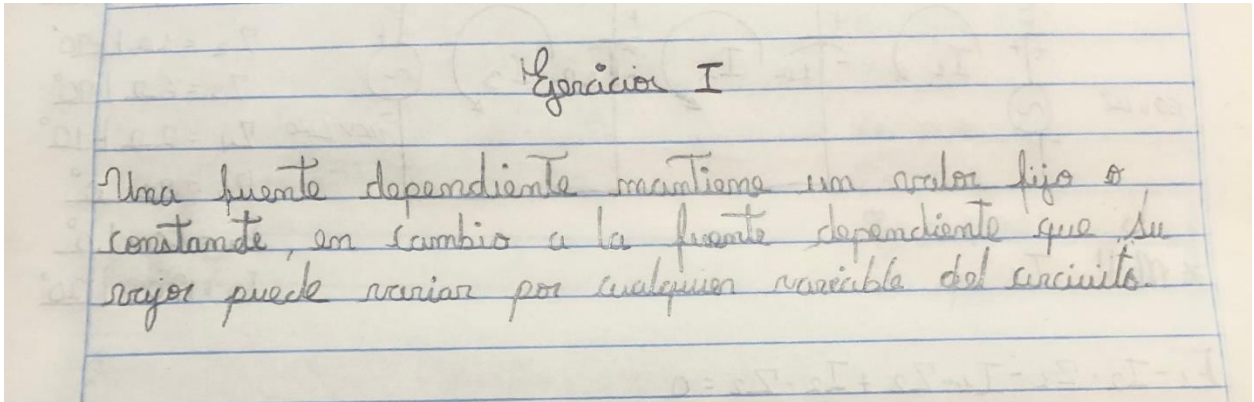 Ejercicio I
Una fuente dependiente mantiene un valor fijo o
constante, en cambio a la fuente dependiente que su
valor puede variar por cualquier variable del circuito.